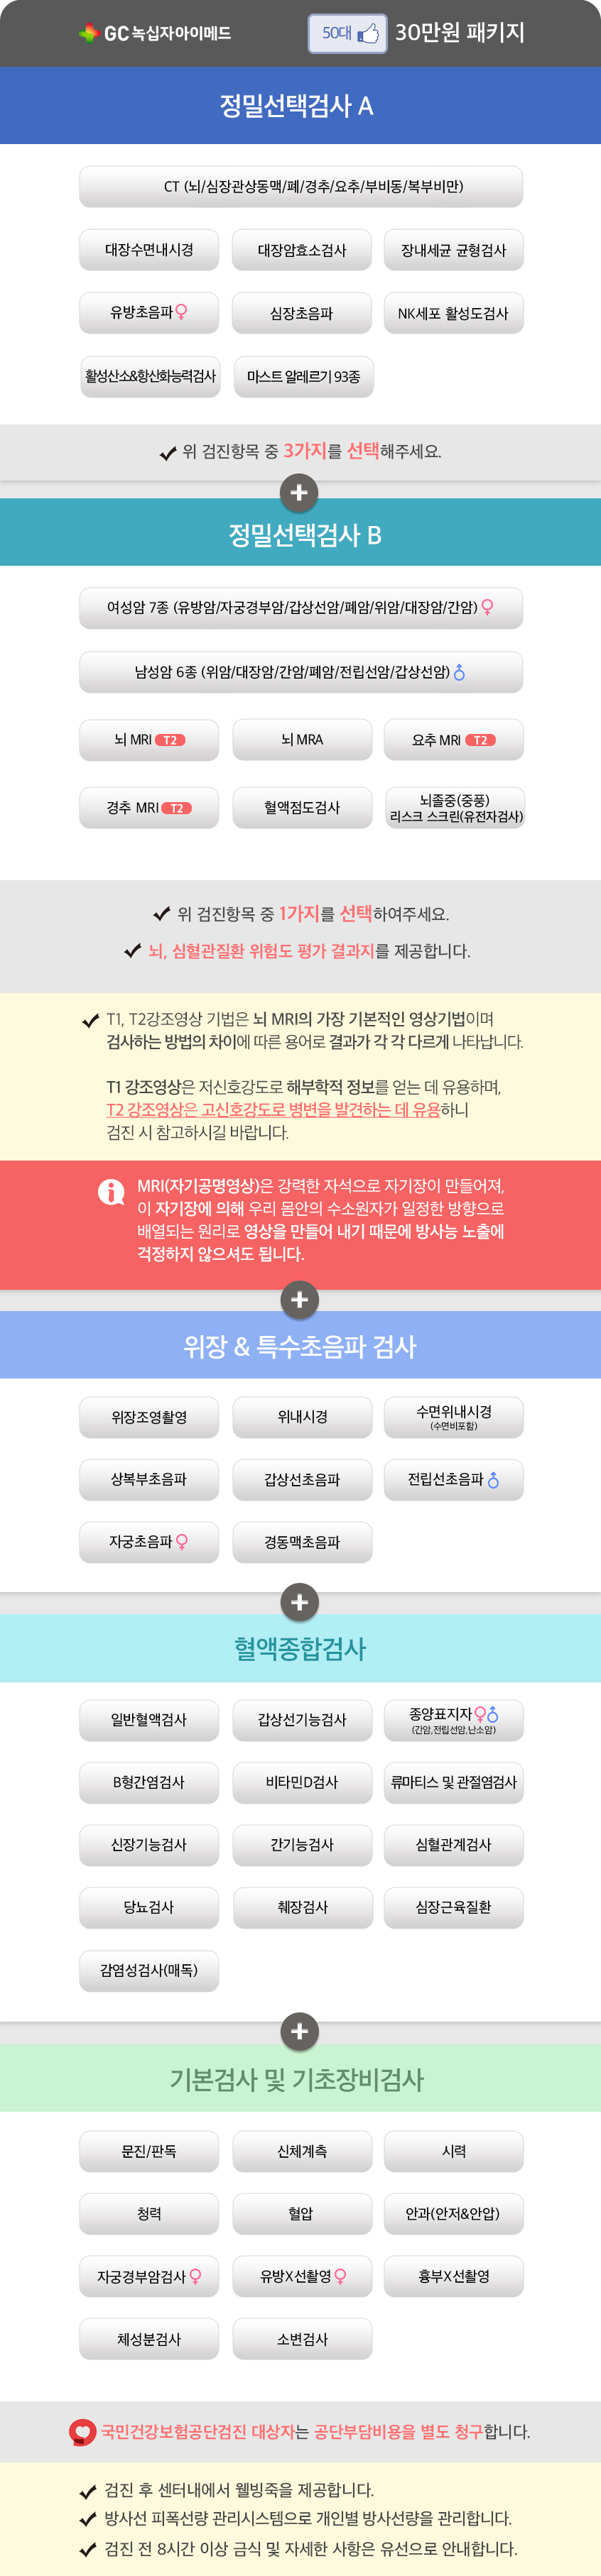 GC 녹십자아이메드
50대
30만원 패키지
정밀선택검사 A
CT (뇌/심장관상동맥/폐/경추/요추/부비동/복부비만)
대장수면내시경
대장암효소검사
장내세균 균형검사
유방초음파♀
심장초음파
NK세포 활성도검사
활성산소&항산화능력검사
마스트 알레르기 93종
위 검진항목 중 3가지를 선택해주세요.
+
정밀선택검사 B
여성암 7종 (유방암/자궁경부암/갑상선암/폐암/위암/대장암/간암)♀
남성암 6종 (위암/대장암/간암/폐암/전립선암/갑상선암)♂
뇌 MRI T2
뇌 MRA
요추 MRI T2
경추 MRI T2
혈액점도검사
뇌졸중(중풍)
리스크 스크린(유전자검사)
위 검진항목 중 1가지를 선택하여주세요.
뇌, 심혈관질환 위험도 평가 결과지를 제공합니다.
T1, T2강조영상 기법은 뇌 MRI의 가장 기본적인 영상기법이며
검사하는 방법의 차이에 따른 용어로 결과가 각 각 다르게 나타납니다.
T1 강조영상은 저신호강도로 해부학적 정보를 얻는 데 유용하며,
T2 강조영상은 고신호강도로 병변을 발견하는 데 유용하니
검진 시 참고하시길 바랍니다.
MRI(자기공명영상)은 강력한 자석으로 자기장이 만들어져,
이 자기장에 의해 우리 몸안의 수소원자가 일정한 방향으로
배열되는 원리로 영상을 만들어 내기 때문에 방사능 노출에
걱정하지 않으셔도 됩니다.
+
위장 & 특수초음파 검사
위장조영촬영
위내시경
수면위내시경
(수면비포함)
상복부초음파
갑상선초음파
전립선초음파♂
자궁초음파♀
경동맥초음파
+
혈액종합검사
일반혈액검사
갑상선기능검사
종양표지자♀♂
(간암,전립선암,난소암)
B형간염검사
비타민D검사
류마티스 및 관절염검사
신장기능검사
간기능검사
심혈관계검사
당뇨검사
췌장검사
심장근육질환
감염성검사(매독)
+
기본검사 및 기초장비검사
문진/판독
신체계측
시력
청력
혈압
안과(안저&안압)
자궁경부암검사♀
유방X선촬영♀
흉부X선촬영
체성분검사
소변검사
국민건강보험공단검진 대상자는 공단부담비용을 별도 청구합니다.
검진 후 센터내에서 웰빙죽을 제공합니다.
방사선 피폭선량 관리시스템으로 개인별 방사선량을 관리합니다.
검진 전 8시간 이상 금식 및 자세한 사항은 유선으로 안내합니다.